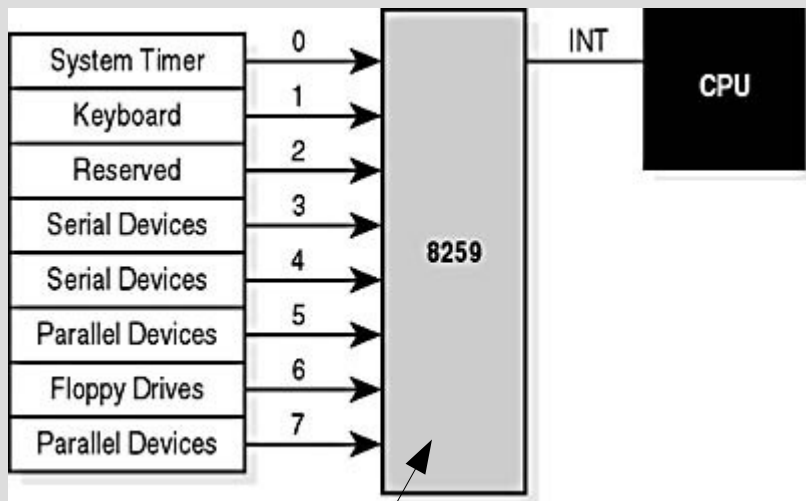 System Timer
0
INT
CPU
Keyboard
1
Reserved
2
Serial Devices
3
8259
Serial Devices
4
Parallel Devices
5
Floppy Drives
6
Parallel Devices
7